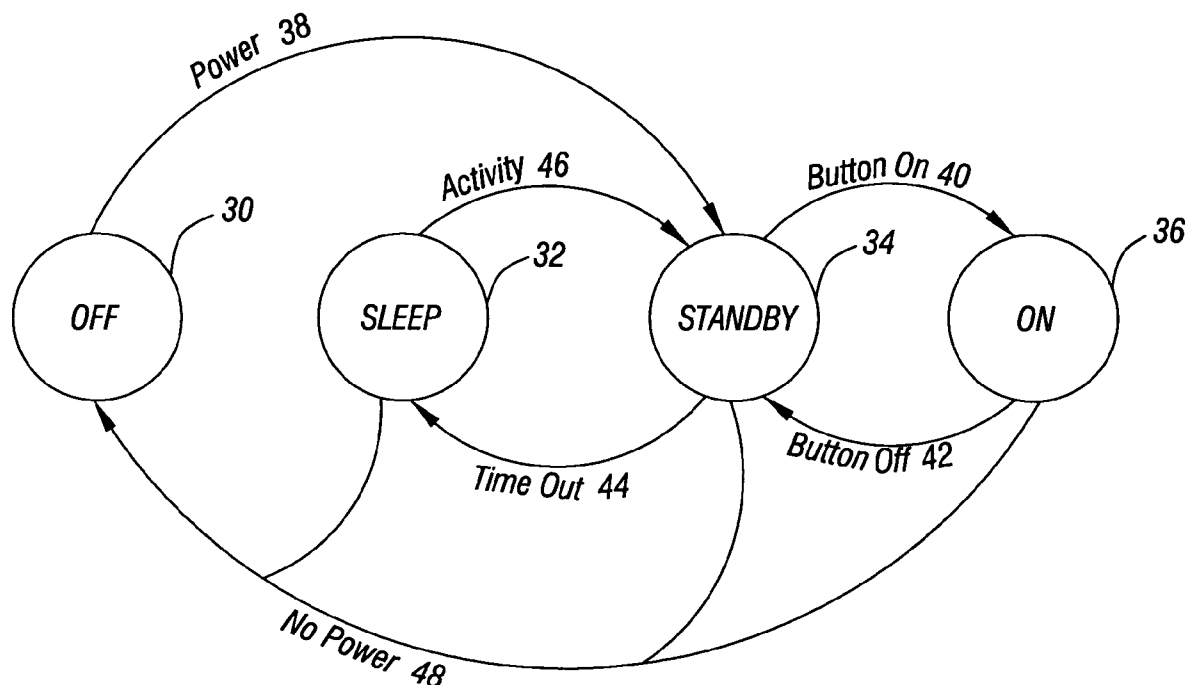 Power 38
Activity 46
Button On 40
30
32
34
36
OFF
SLEEP
STANDBY
ON
Time Out 44
Button Off 42
No Power 48